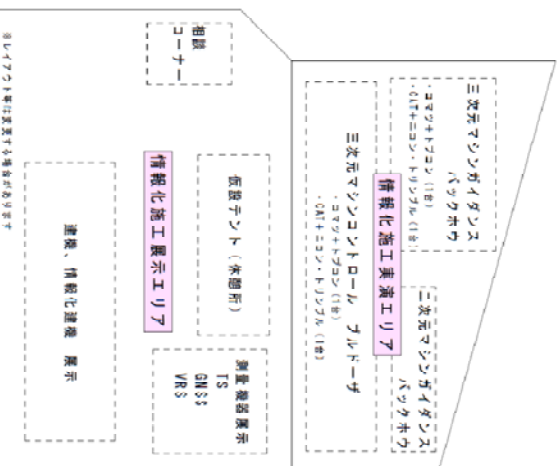 三次元マシンガイダンス
バックホウ
・コマツ+トプコン（1台）
・CAT+ニコン・トリンブル（1台）
二次元マシンガイダンス
バックホウ
情報化施工実演エリア
三次元マシンコントロール ブルドーザ
・コマツ+トプコン（1台）
・CAT+ニコン・トリンブル（1台）
相談
コーナー
仮設テント（休憩所）
測量機器展示
TS
GNSS
VRS
情報化施工展示エリア
建機、情報化建機 展示
※レイアウト等は変更する場合があります